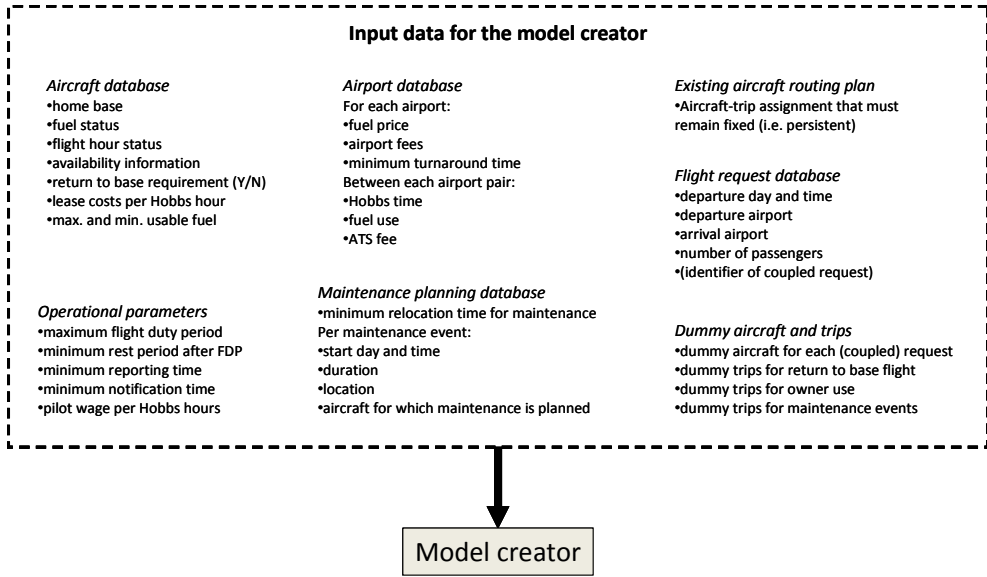 Input data for the model creator
Aircraft database
•home base
•fuel status
•flight hour status
•availability information
•return to base requirement (Y/N)
•lease costs per Hobbs hour
•max. and min. usable fuel
Airport database
For each airport:
•fuel price
•airport fees
•minimum turnaround time
Between each airport pair:
•Hobbs time
•fuel use
•ATS fee
Existing aircraft routing plan
•Aircraft-trip assignment that must
remain fixed (i.e. persistent)
Flight request database
•departure day and time
•departure airport
•arrival airport
•number of passengers
•(identifier of coupled request)
Operational parameters
•maximum flight duty period
•minimum rest period after FDP
•minimum reporting time
•minimum notification time
•pilot wage per Hobbs hours
Maintenance planning database
•minimum relocation time for maintenance
Per maintenance event:
•start day and time
•duration
•location
•aircraft for which maintenance is planned
Dummy aircraft and trips
•dummy aircraft for each (coupled) request
•dummy trips for return to base flight
•dummy trips for owner use
•dummy trips for maintenance events
Model creator